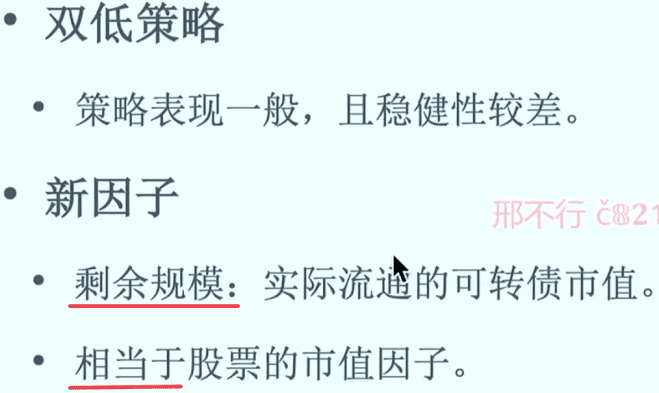 • 双低策略
• 策略表现一般，且稳健性较差。
• 新因子
邢不行 č821
• 剩余规模：实际流通的可转债市值。
• 相当于股票的市值因子。